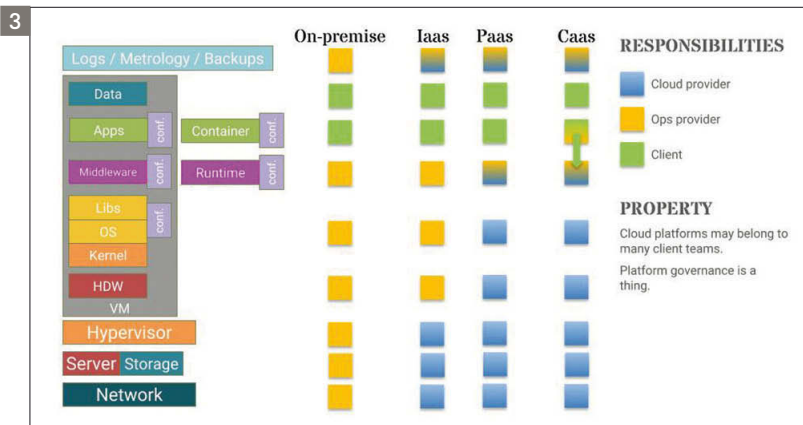 3
On-premise Iaas Paas Caas
Logs / Metrology / Backups
Data
Apps conf. Container conf.
Middleware conf. Runtime conf.
Libs
OS conf.
Kernel
HDW
VM
Hypervisor
Server Storage
Network
RESPONSIBILITIES
Cloud provider
Ops provider
Client
PROPERTY
Cloud platforms may belong to
many client teams.
Platform governance is a
thing.